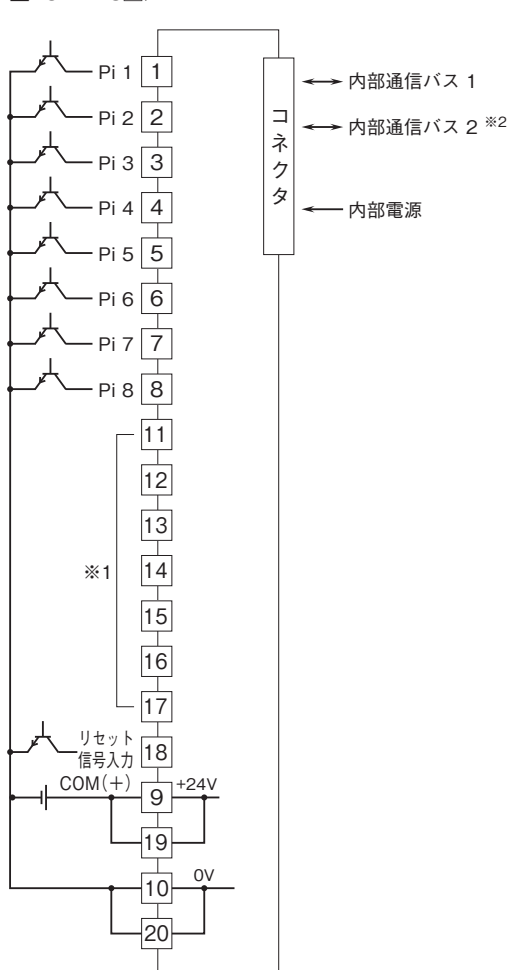 Pi 1 1
Pi 2 2
Pi 3 3
Pi 4 4
Pi 5 5
Pi 6 6
Pi 7 7
Pi 8 8
11
12
13
※1 14
15
16
17
リセット
信号入力 18
COM(+) 9 +24V
19
10 0V
20
コネクタ
内部通信バス 1
内部通信バス 2 ※2
内部電源